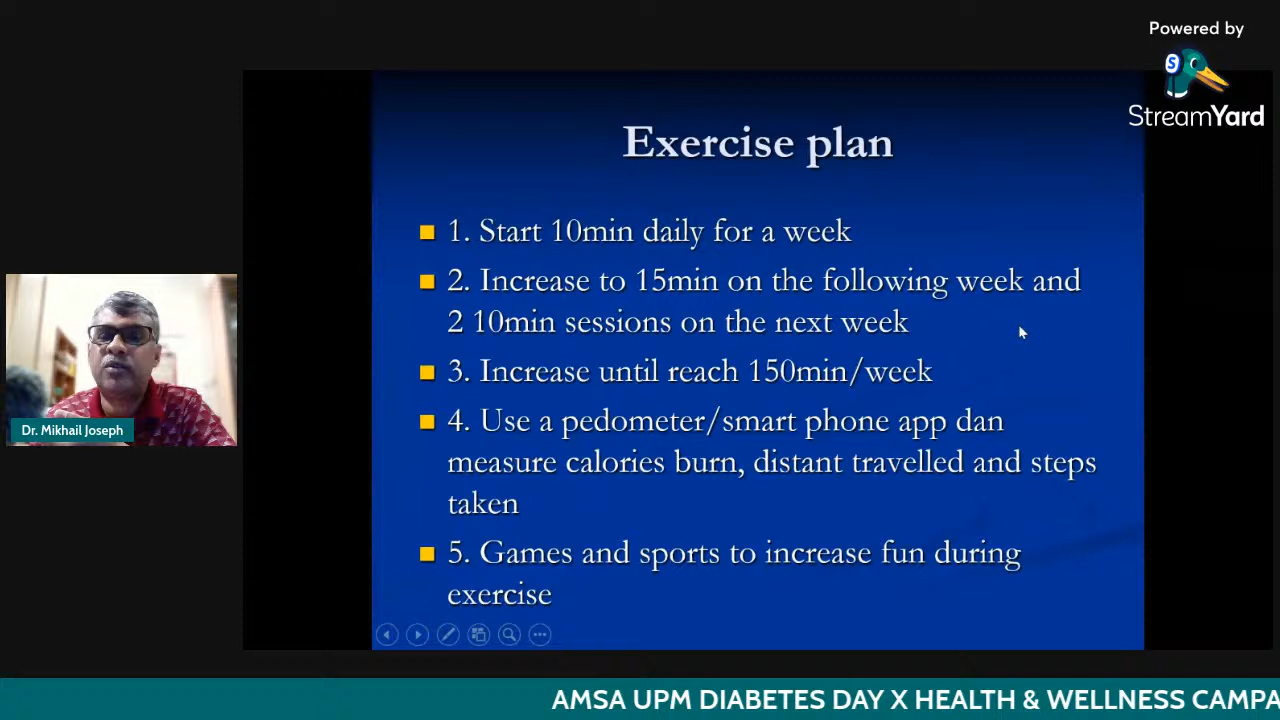 Powered by
StreamYard
Exercise plan
1. Start 10min daily for a week
2. Increase to 15min on the following week and
2 10min sessions on the next week
3. Increase until reach 150min/week
4. Use a pedometer/smart phone app dan
measure calories burn, distant travelled and steps
taken
5. Games and sports to increase fun during
exercise
Dr. Mikhail Joseph
AMSA UPM DIABETES DAY X HEALTH & WELLNESS CAMPA